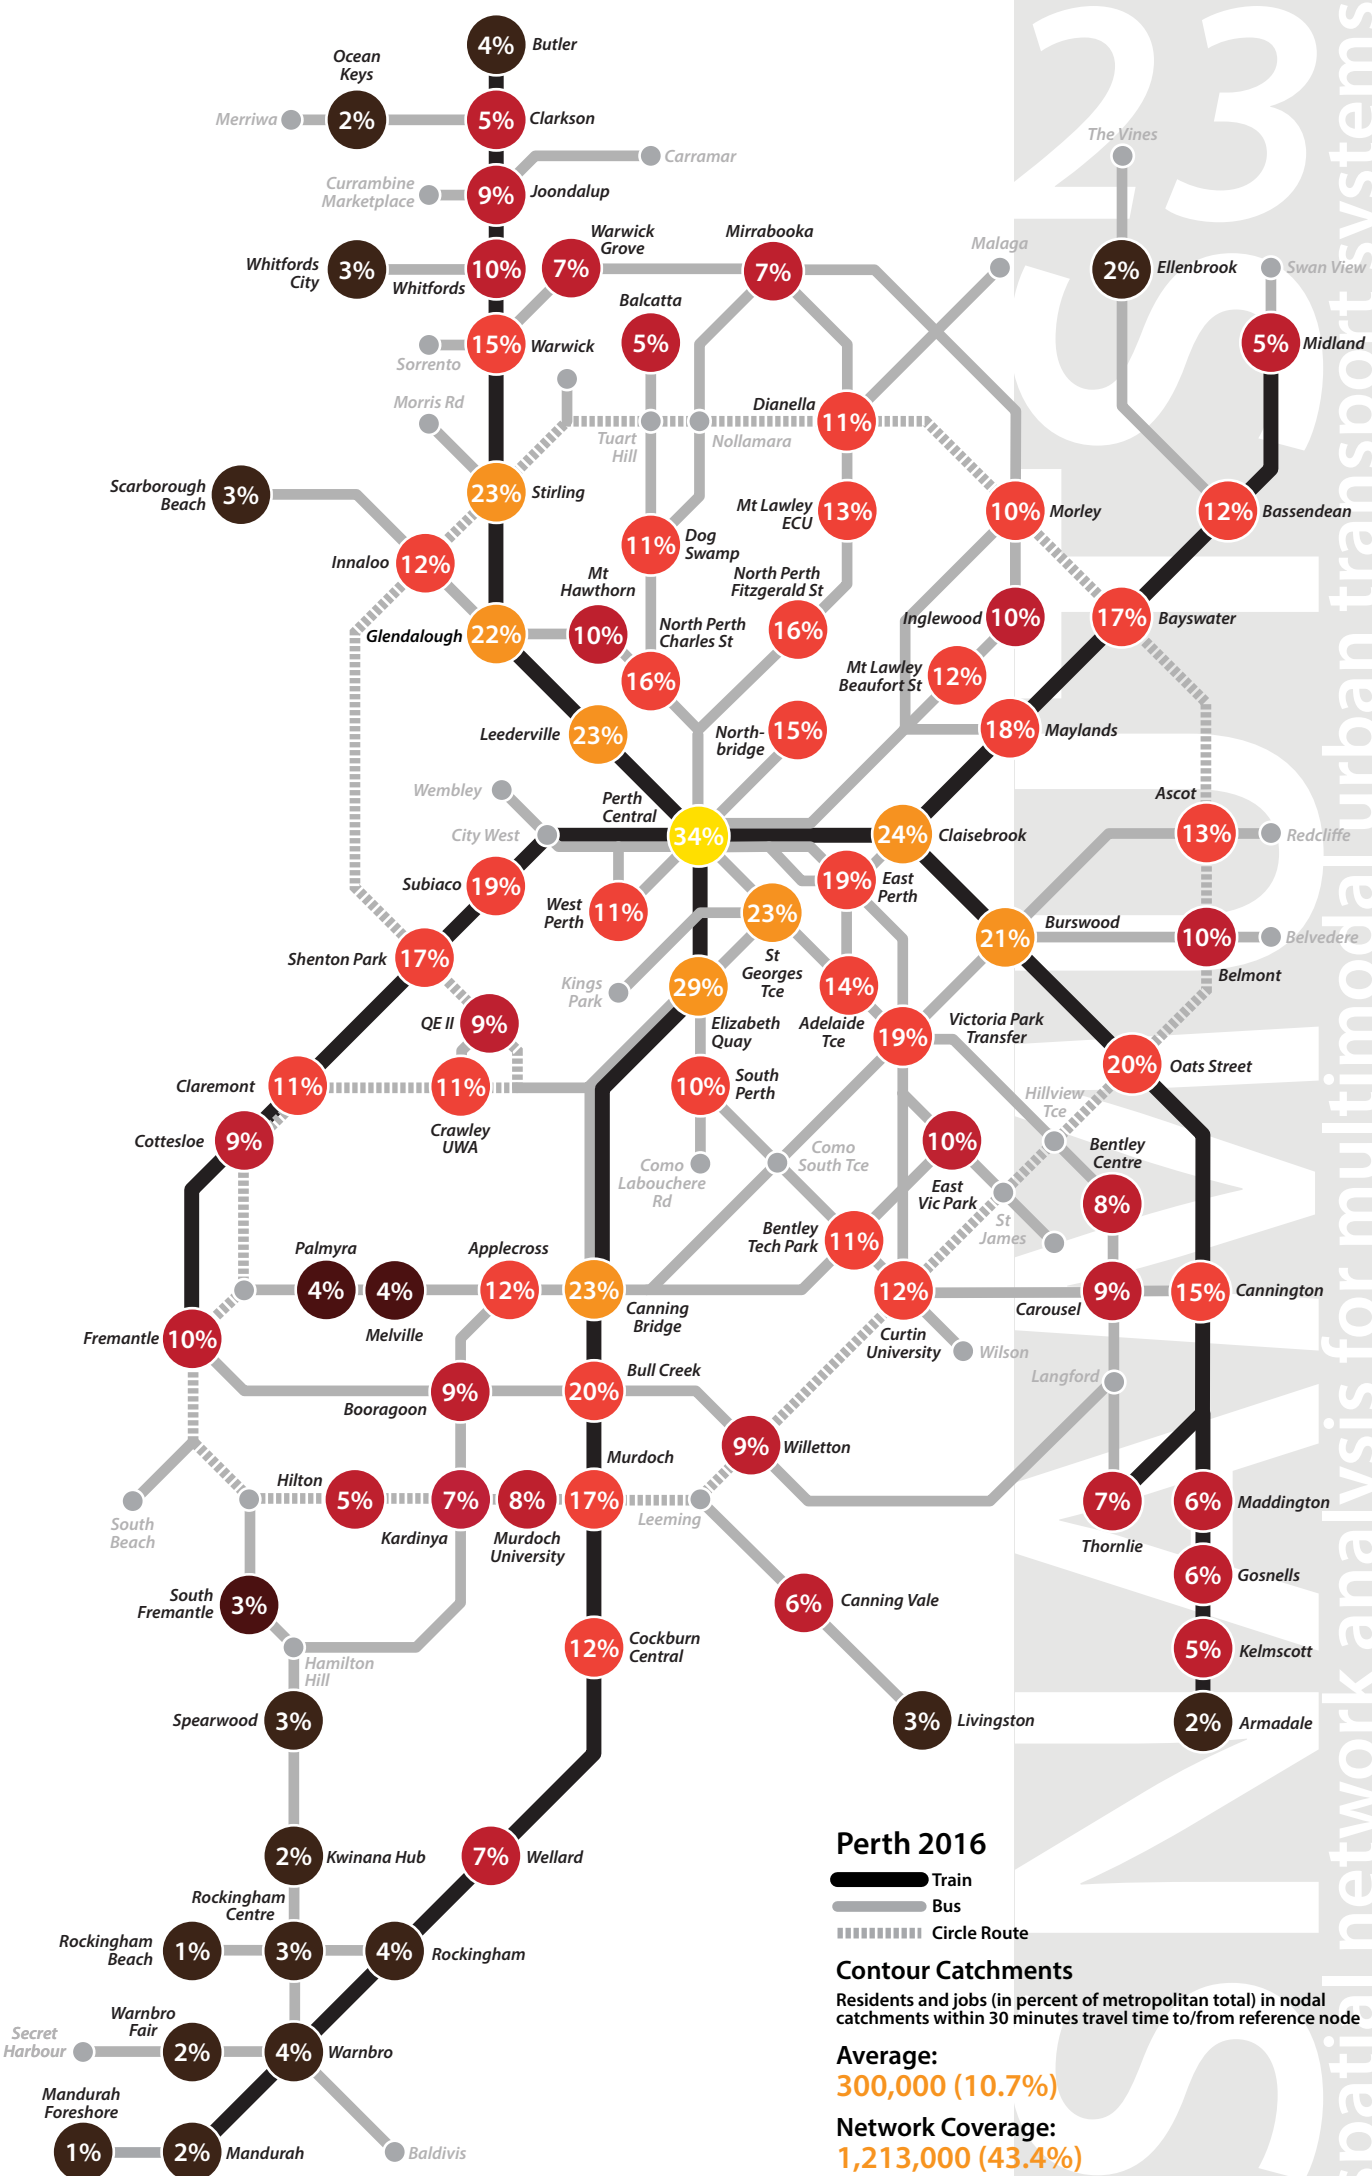 4%
Butler
Ocean
Keys
Merriwa
2%
5%
Clarkson
Carramar
Currambine
Marketplace
9%
Joondalup
The Vines
Whitfords
City
3%
10%
Whitfords
7%
Warwick
Grove
Mirrabooka
7%
Malaga
2%
Ellenbrook
Swan View
Balcatta
5%
Sorrento
15%
Warwick
5%
Midland
Morris Rd
Tuart
Hill
Nollamara
Dianella
11%
Scarborough
Beach
3%
23%
Stirling
Mt Lawley
ECU
13%
10%
Morley
12%
Bassendean
Innaloo
12%
11%
Dog
Swamp
Mt
Hawthorn
North Perth
Fitzgerald St
Glendalough
22%
10%
North Perth
Charles St
16%
16%
Inglewood
10%
17%
Bayswater
Mt Lawley
Beaufort St
12%
Leederville
23%
North-
bridge
15%
18%
Maylands
Wembley
Perth
Central
City West
34%
24%
Claisebrook
Ascot
13%
Redcliffe
Subiaco
19%
West
Perth
11%
23%
St
Georges
Tce
19%
East
Perth
Burswood
21%
10%
Belvedere
Belmont
Shenton Park
17%
Kings
Park
29%
Elizabeth
Quay
14%
Adelaide
Tce
QE II
9%
19%
Victoria Park
Transfer
20%
Oats Street
Claremont
11%
11%
Crawley
UWA
10%
South
Perth
Hillview
Tce
Cottesloe
9%
Como
Labouchere
Rd
Como
South Tce
10%
East
Vic Park
Bentley
Centre
8%
St
James
Palmyra
4%
4%
Melville
Applecross
12%
23%
Canning
Bridge
Bentley
Tech Park
11%
12%
Curtin
University
Carousel
9%
15%
Cannington
Fremantle
10%
Wilson
Langford
9%
Booragoon
20%
Bull Creek
9%
Willetton
Murdoch
Hilton
5%
7%
Kardinya
8%
Murdoch
University
17%
Leeming
South
Beach
7%
Thornlie
6%
Maddington
6%
Gosnells
South
Fremantle
3%
6%
Canning Vale
12%
Cockburn
Central
5%
Kelmscott
Hamilton
Hill
Spearwood
3%
3%
Livingston
2%
Armadale
2%
Kwinana Hub
7%
Wellard
Rockingham
Centre
Rockingham
Beach
1%
3%
4%
Rockingham
Warnbro
Fair
Secret
Harbour
2%
4%
Warnbro
Mandurah
Foreshore
1%
2%
Mandurah
Baldivis
Perth 2016
Train
Bus
Circle Route
Contour Catchments
Residents and jobs (in percent of metropolitan total) in nodal
catchments within 30 minutes travel time to/from reference node
Average:
300,000 (10.7%)
Network Coverage:
1,213,000 (43.4%)
23
SNAMUTS
spatial network analysis for multimodal urban transport systems